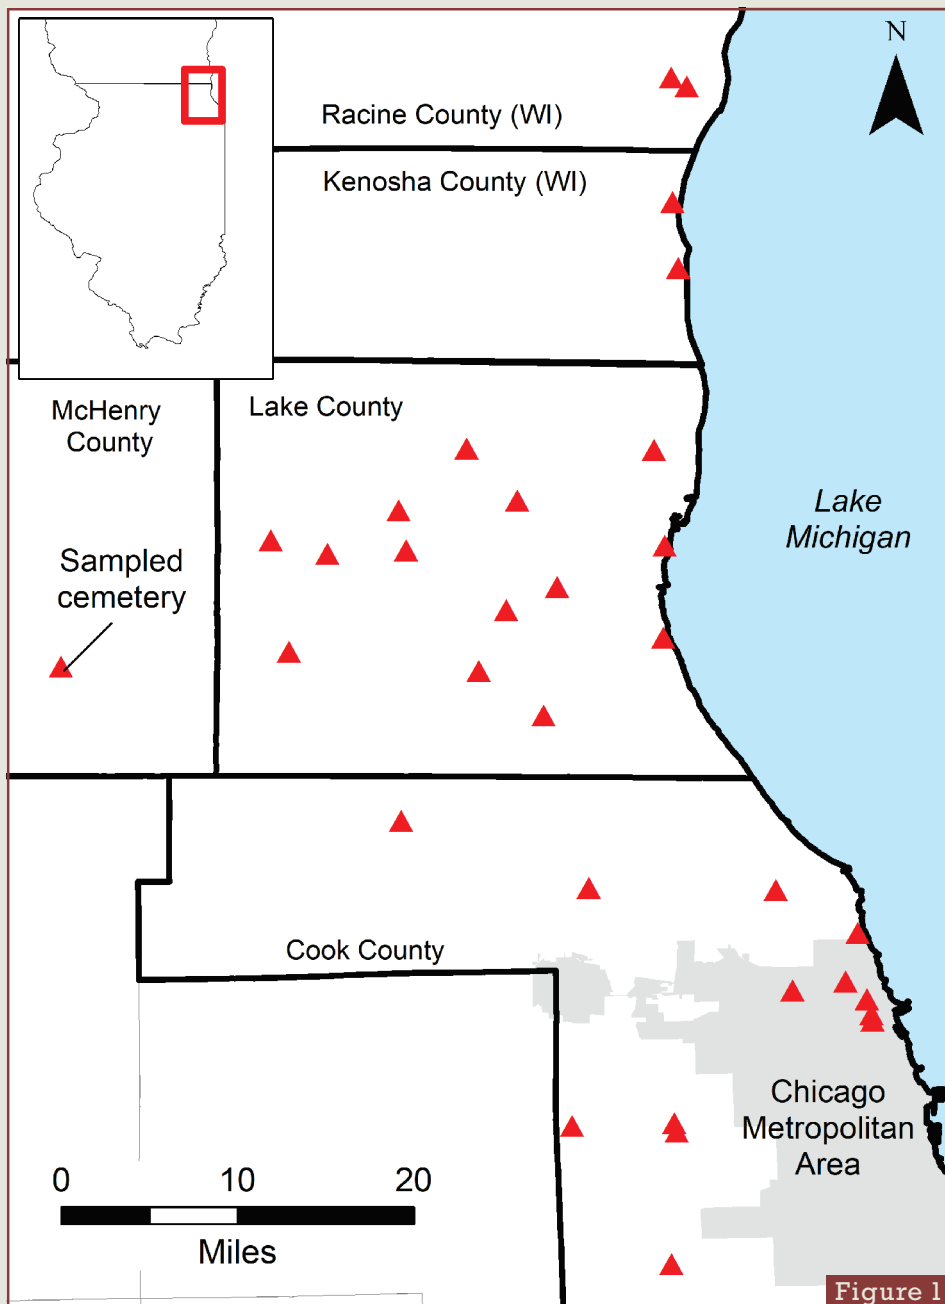 N
Racine County (WI)
Kenosha County (WI)
McHenry
County
Lake County
Lake
Michigan
Sampled
cemetery
Cook County
Chicago
Metropolitan
Area
0 10 20
Miles
Figure 1